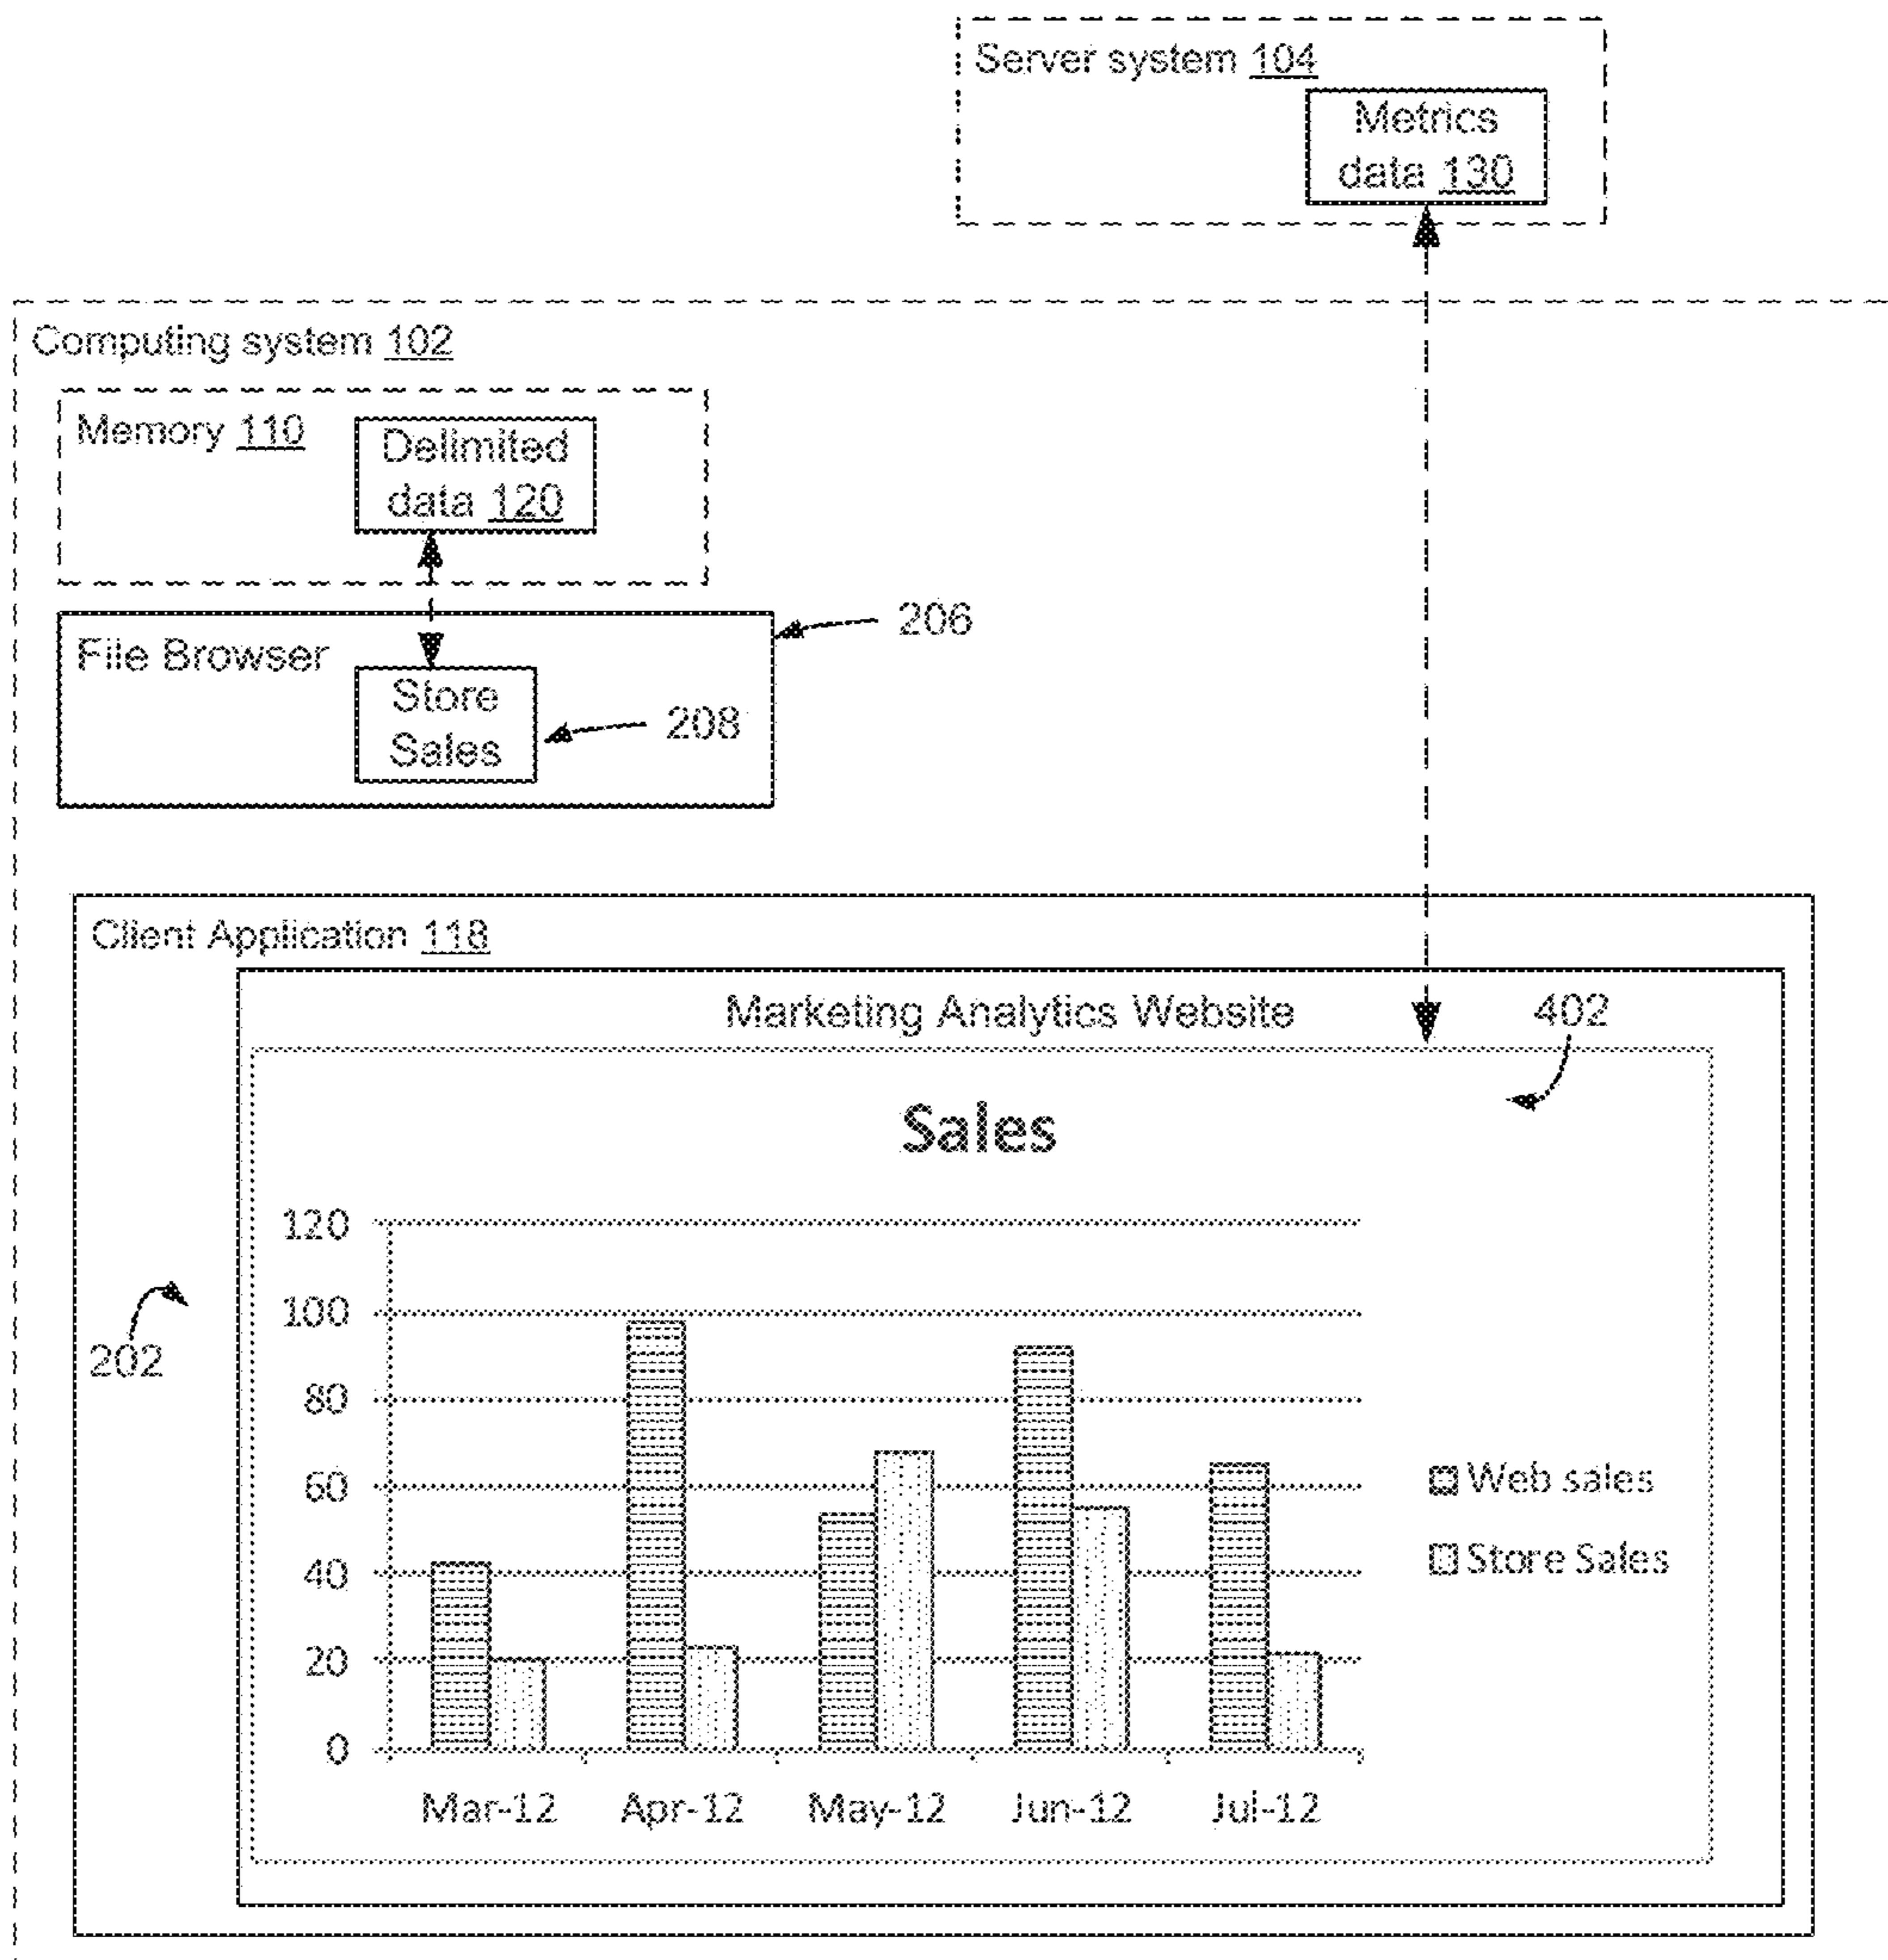 Server system 104
Metrics
data 130
Computing system 102
Memory 110
Delimited
data 120
206
File Browser
Store
Sales
208
Client Application 118
Marketing Analytics Website
402
Sales
120
100
202
80
60
Web sales
Store Sales
40
20
0
Mar-12 Apr-12 May-12 Jun-12 Jul-12